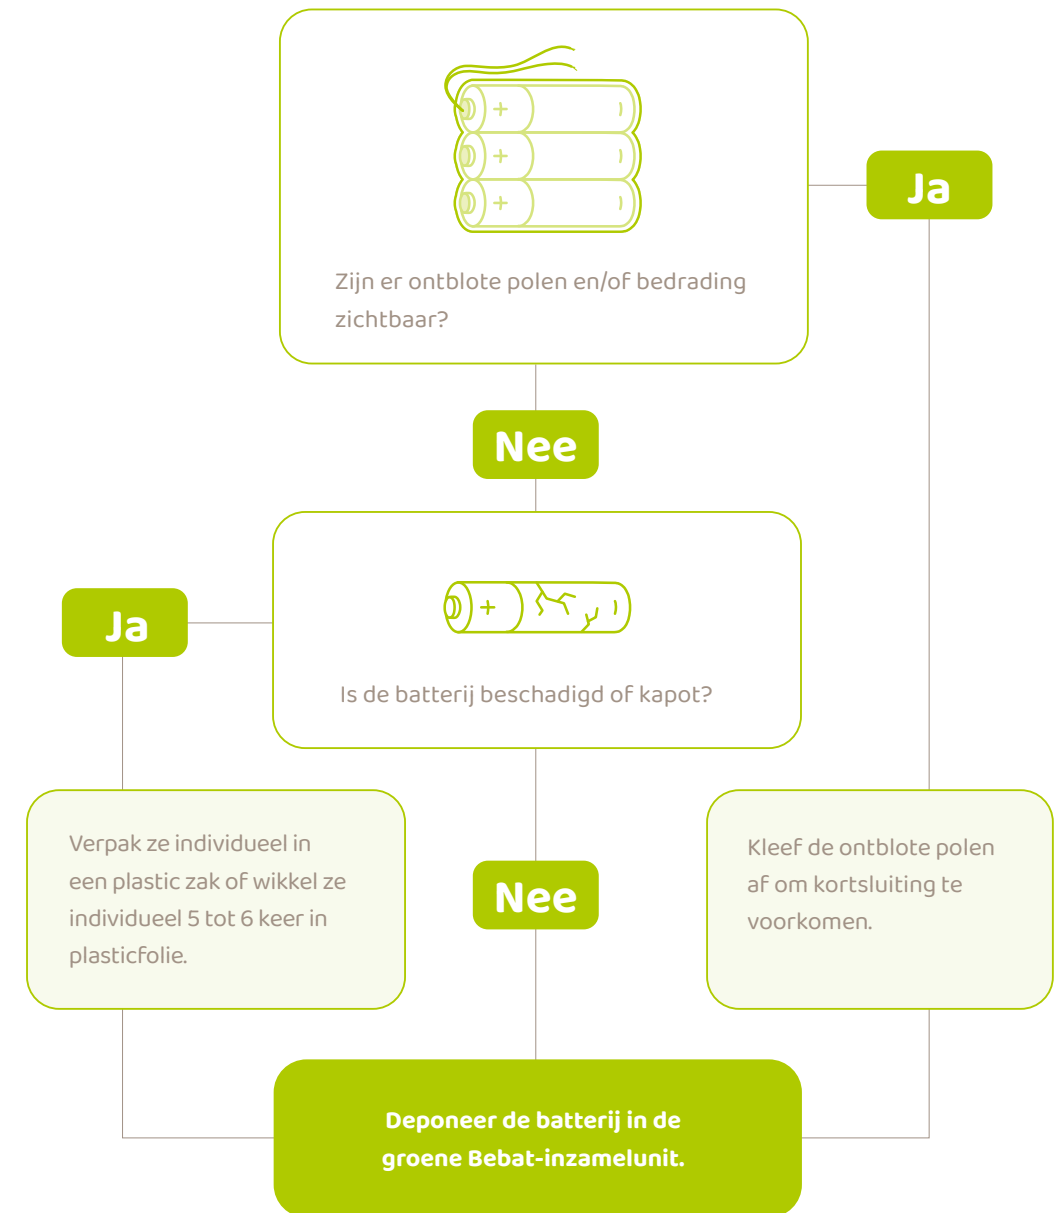 Zijn er ontblote polen en/of bedrading
zichtbaar?
Ja
Nee
Is de batterij beschadigd of kapot?
Ja
Verpak ze individueel in
een plastic zak of wikkel ze
individueel 5 tot 6 keer in
plasticfolie.
Nee
Kleef de ontblote polen
af om kortsluiting te
voorkomen.
Deponeer de batterij in de
groene Bebat-inzamelunit.